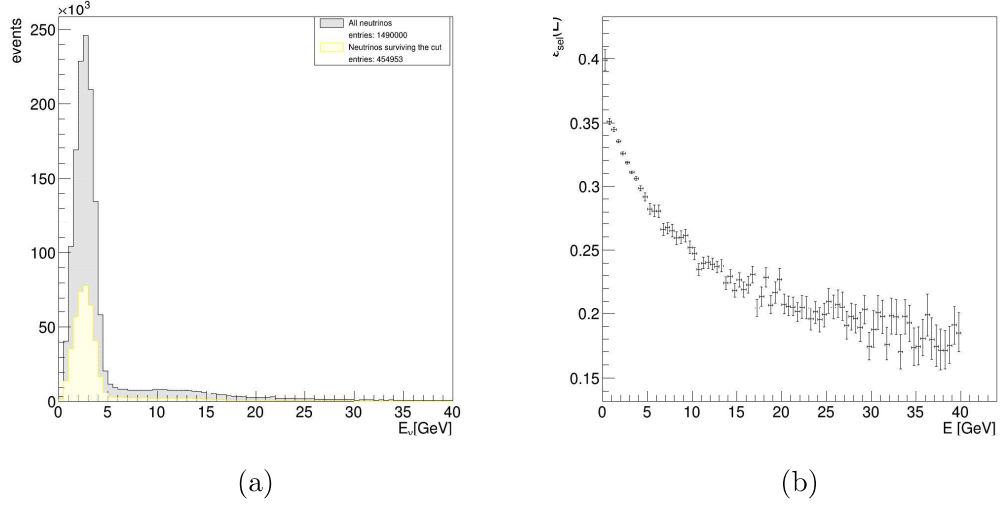 ×10³
events
250
200
150
100
50
0
0 5 10 15 20 25 30 35 40
Eν[GeV]
All neutrinos
entries: 1490000
Neutrinos surviving the cut
entries: 454953
(a)
0.4
0.35
0.3
0.25
0.2
0.15
0 5 10 15 20 25 30 35 40
E [GeV]
(b)